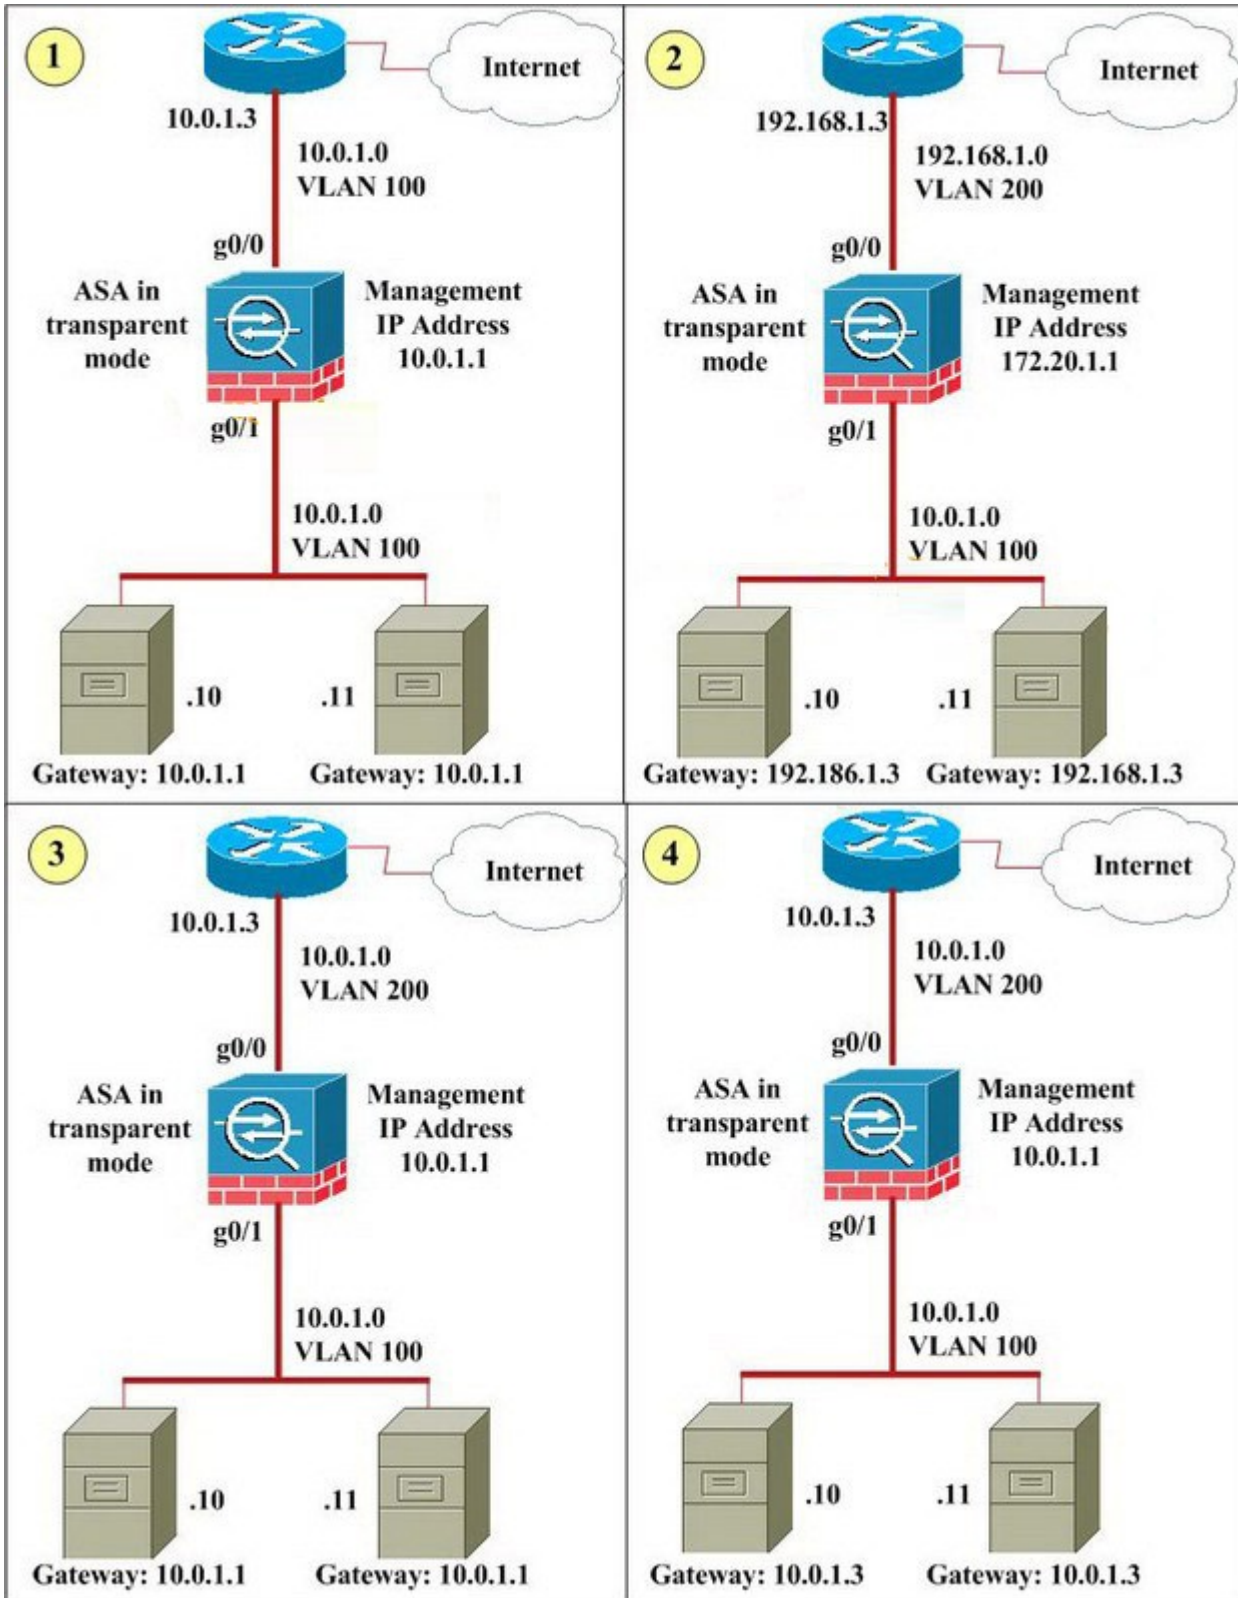 1
Internet
10.0.1.3
10.0.1.0
VLAN 100
g0/0
ASA in
transparent
mode
Management
IP Address
10.0.1.1
g0/1
10.0.1.0
VLAN 100
.10
.11
Gateway: 10.0.1.1
Gateway: 10.0.1.1
2
Internet
192.168.1.3
192.168.1.0
VLAN 200
g0/0
ASA in
transparent
mode
Management
IP Address
172.20.1.1
g0/1
10.0.1.0
VLAN 100
.10
.11
Gateway: 192.186.1.3
Gateway: 192.168.1.3
3
Internet
10.0.1.3
10.0.1.0
VLAN 200
g0/0
ASA in
transparent
mode
Management
IP Address
10.0.1.1
g0/1
10.0.1.0
VLAN 100
.10
.11
Gateway: 10.0.1.1
Gateway: 10.0.1.1
4
Internet
10.0.1.3
10.0.1.0
VLAN 200
g0/0
ASA in
transparent
mode
Management
IP Address
10.0.1.1
g0/1
10.0.1.0
VLAN 100
.10
.11
Gateway: 10.0.1.3
Gateway: 10.0.1.3